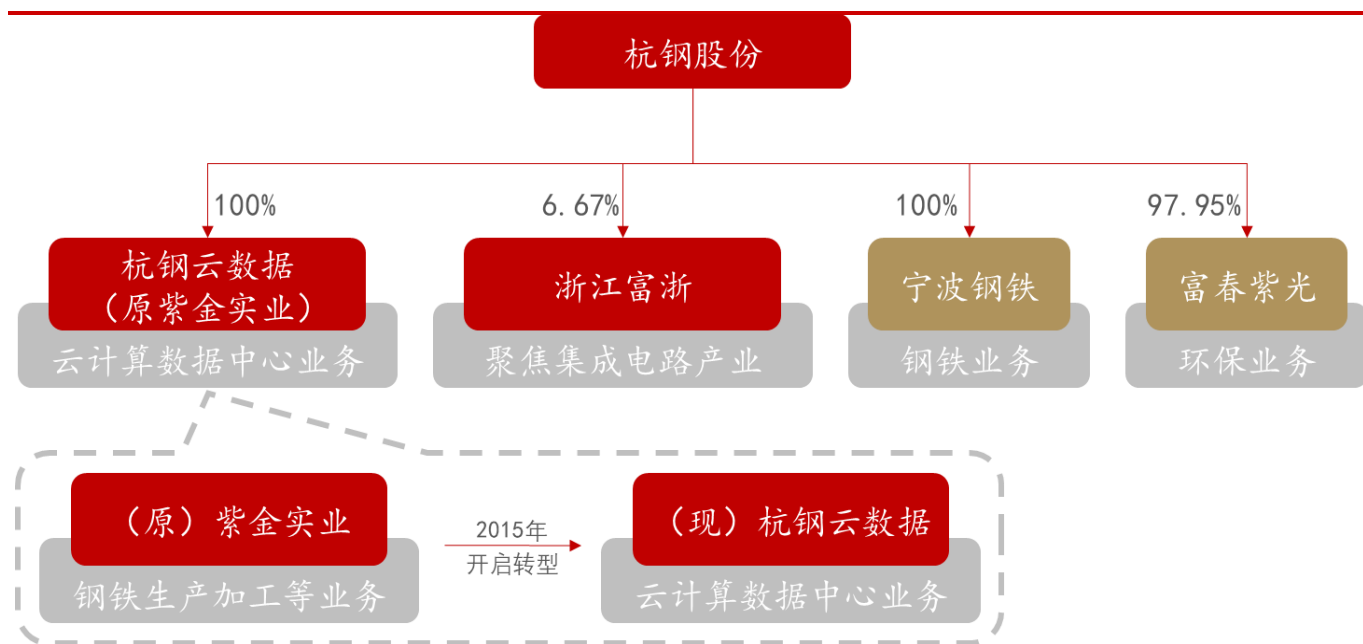 杭钢股份
100%
6.67%
100%
97.95%
杭钢云数据
（原紫金实业）
云计算数据中心业务
浙江富浙
聚焦集成电路产业
宁波钢铁
钢铁业务
富春紫光
环保业务
（原）紫金实业
钢铁生产加工等业务
2015年
开启转型
（现）杭钢云数据
云计算数据中心业务